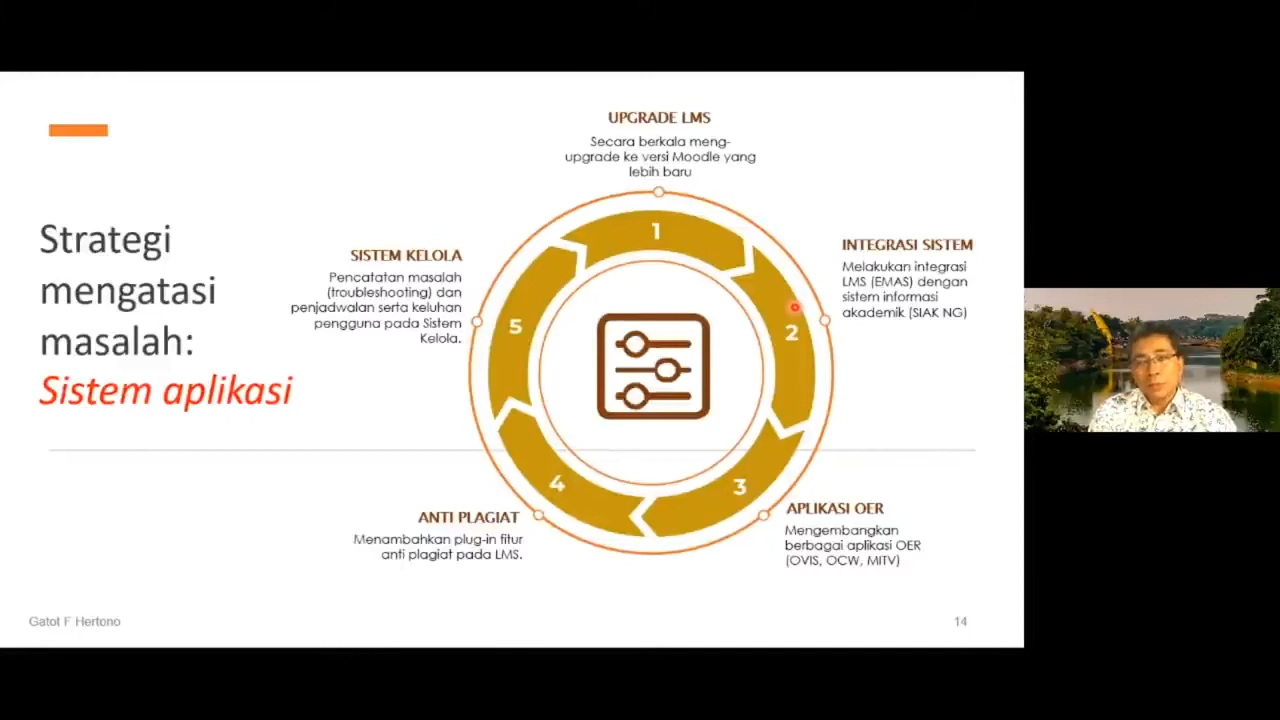 Strategi
mengatasi
masalah:
Sistem aplikasi
UPGRADE LMS
Secara berkala meng-
upgrade ke versi Moodle yang
lebih baru
1
INTEGRASI SISTEM
Melakukan integrasi
LMS (EMAS) dengan
sistem informasi
akademik (SIAK NG)
2
APLIKASI OER
Mengembangkan
berbagai aplikasi OER
(OVIS, OCW, MITV)
3
ANTI PLAGIAT
Menambahkan plug-in fitur
anti plagiat pada LMS.
4
SISTEM KELOLA
Pencatatan masalah
(troubleshooting) dan
penjadwalan serta keluhan
pengguna pada Sistem
Kelola.
5
Gatot F Hertono
14